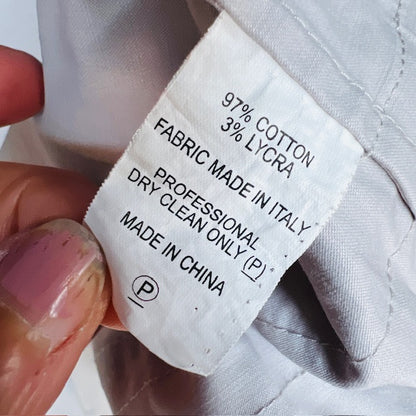 97% COTTON
3% LYCRA
FABRIC MADE IN ITALY
PROFESSIONAL
DRY CLEAN ONLY (P)
MADE IN CHINA
P